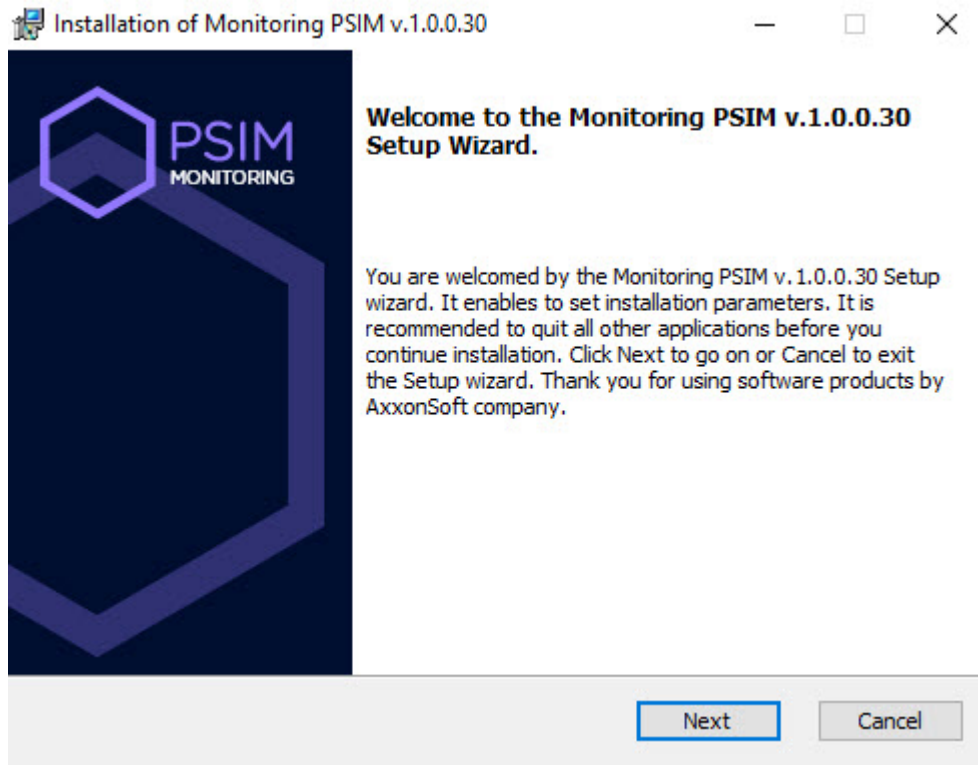 Installation of Monitoring PSIM v.1.0.0.30
PSIM
MONITORING
Welcome to the Monitoring PSIM v.1.0.0.30
Setup Wizard.
You are welcomed by the Monitoring PSIM v.1.0.0.30 Setup
wizard. It enables to set installation parameters. It is
recommended to quit all other applications before you
continue installation. Click Next to go on or Cancel to exit
the Setup wizard. Thank you for using software products by
AxxonSoft company.
Next
Cancel